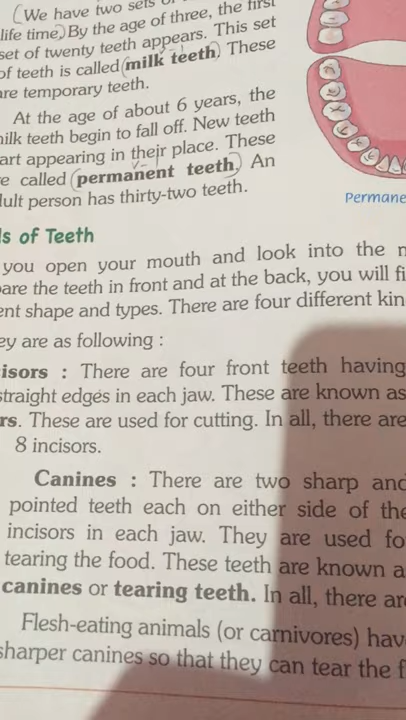 (We have two sets of
life time.) By the age of three, the first
set of twenty teeth appears. This set
of teeth is called (milk teeth) These
are temporary teeth.
At the age of about 6 years, the
milk teeth begin to fall off. New teeth
art appearing in their place. These
e called (permanent teeth.) An
dult person has thirty-two teeth.
Permane
ds of Teeth
you open your mouth and look into the m
pare the teeth in front and at the back, you will fi
ent shape and types. There are four different kin
ey are as following :
cisors : There are four front teeth having
straight edges in each jaw. These are known as
rs. These are used for cutting. In all, there are
8 incisors.
Canines : There are two sharp and
pointed teeth each on either side of the
incisors in each jaw. They are used fo
tearing the food. These teeth are known a
canines or tearing teeth. In all, there are
Flesh-eating animals (or carnivores) have
sharper canines so that they can tear the f